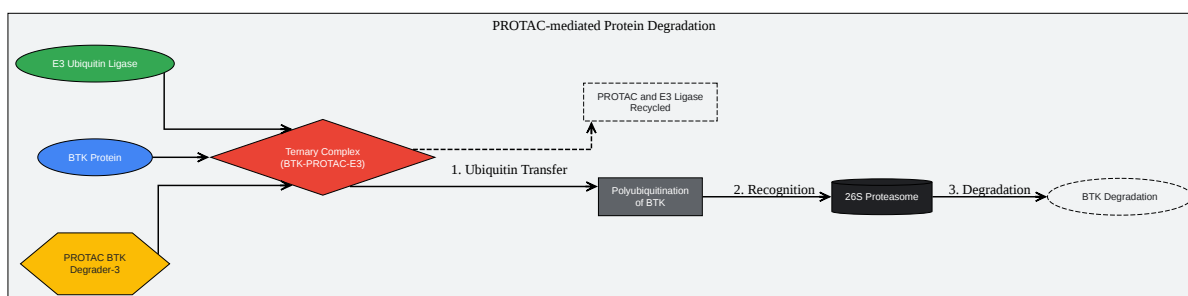 PROTAC-mediated Protein Degradation
E3 Ubiquitin Ligase
PROTAC and E3 Ligase
Recycled
BTK Protein
Ternary Complex
(BTK-PROTAC-E3)
1. Ubiquitin Transfer
Polyubiquitination
of BTK
2. Recognition
26S Proteasome
3. Degradation
BTK Degradation
PROTAC BTK
Degrader-3